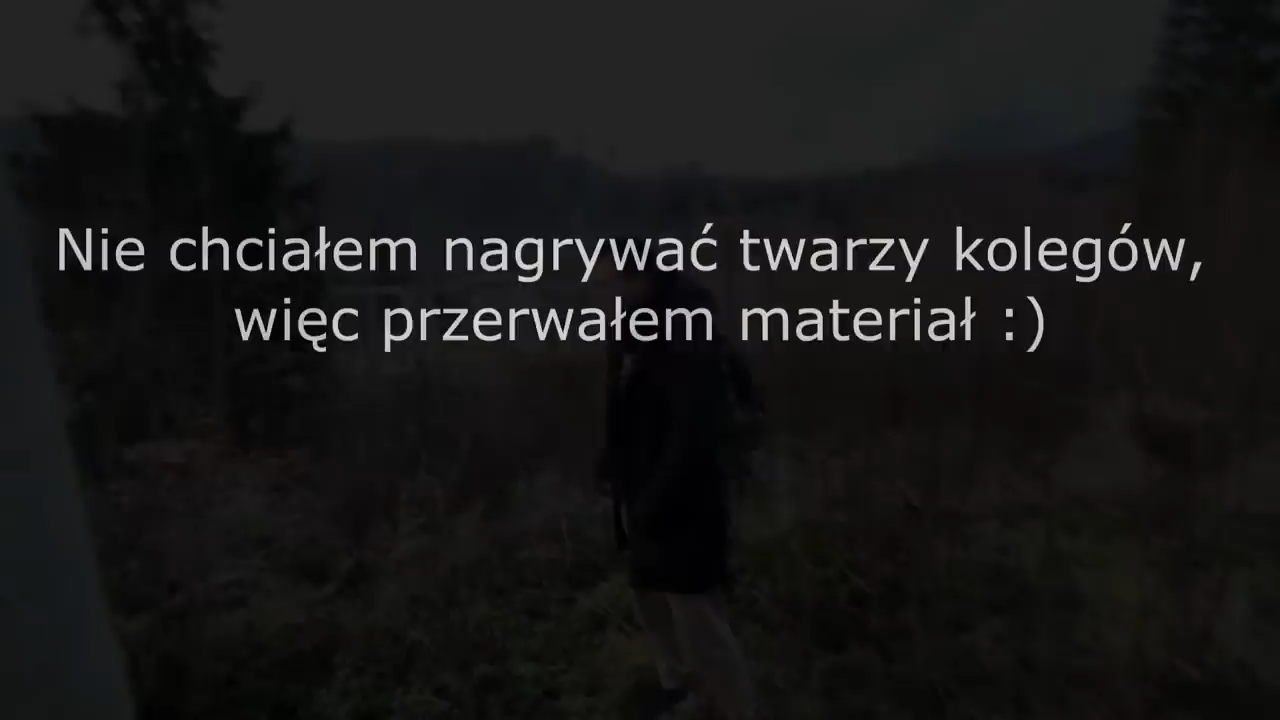 Nie chciałem nagrywać twarzy kolegów,
więc przerwałem materiał :)